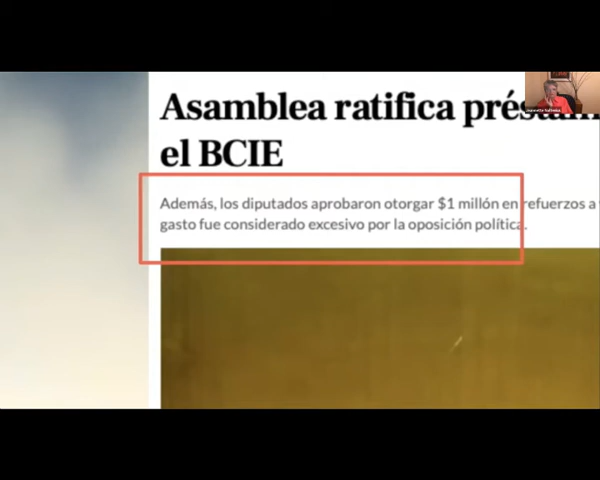 Asamblea ratifica
el BCIE
Además, los diputados aprobaron otorgar $1 millón en refuerzos a
gasto fue considerado excesivo por la oposición política.